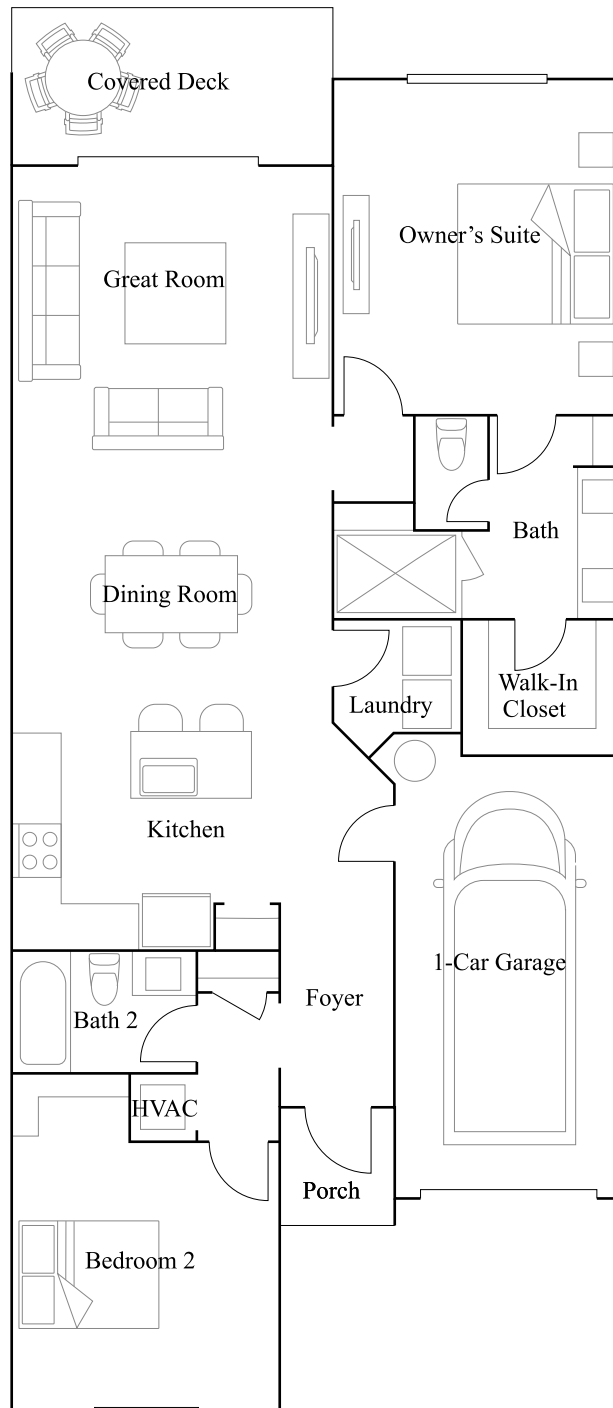 Covered Deck
Owner’s Suite
Great Room
Bath
Dining Room
Walk-In
Closet
Laundry
Kitchen
1-Car Garage
Foyer
Bath 2
HVAC
Porch
Bedroom 2